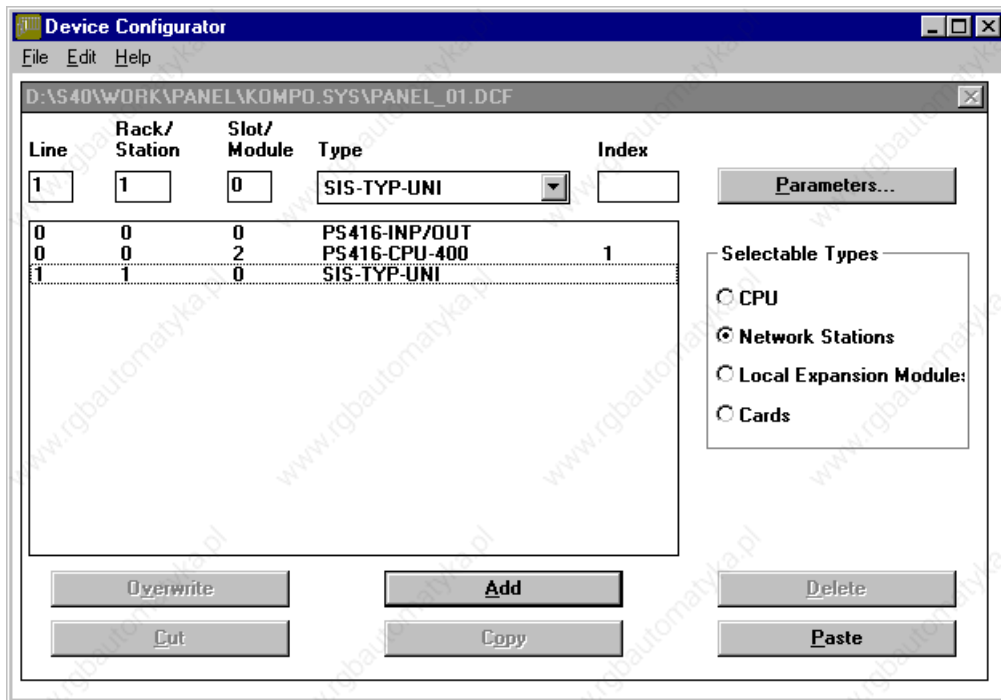 Device Configurator
File Edit Help
D:\S40\WORK\PANEL\KOMPO.SYS\PANEL_01.DCF
Line Rack/ Station Slot/ Module Type Index
1 1 0 SIS-TYP-UNI
Parameters...
0 0 0 PS416-INP/OUT
0 0 2 PS416-CPU-400 1
1 1 0 SIS-TYP-UNI
Selectable Types
CPU
Network Stations
Local Expansion Modules
Cards
Overwrite Add Delete
Cut Copy Paste
www.rgbautomatyka.pl